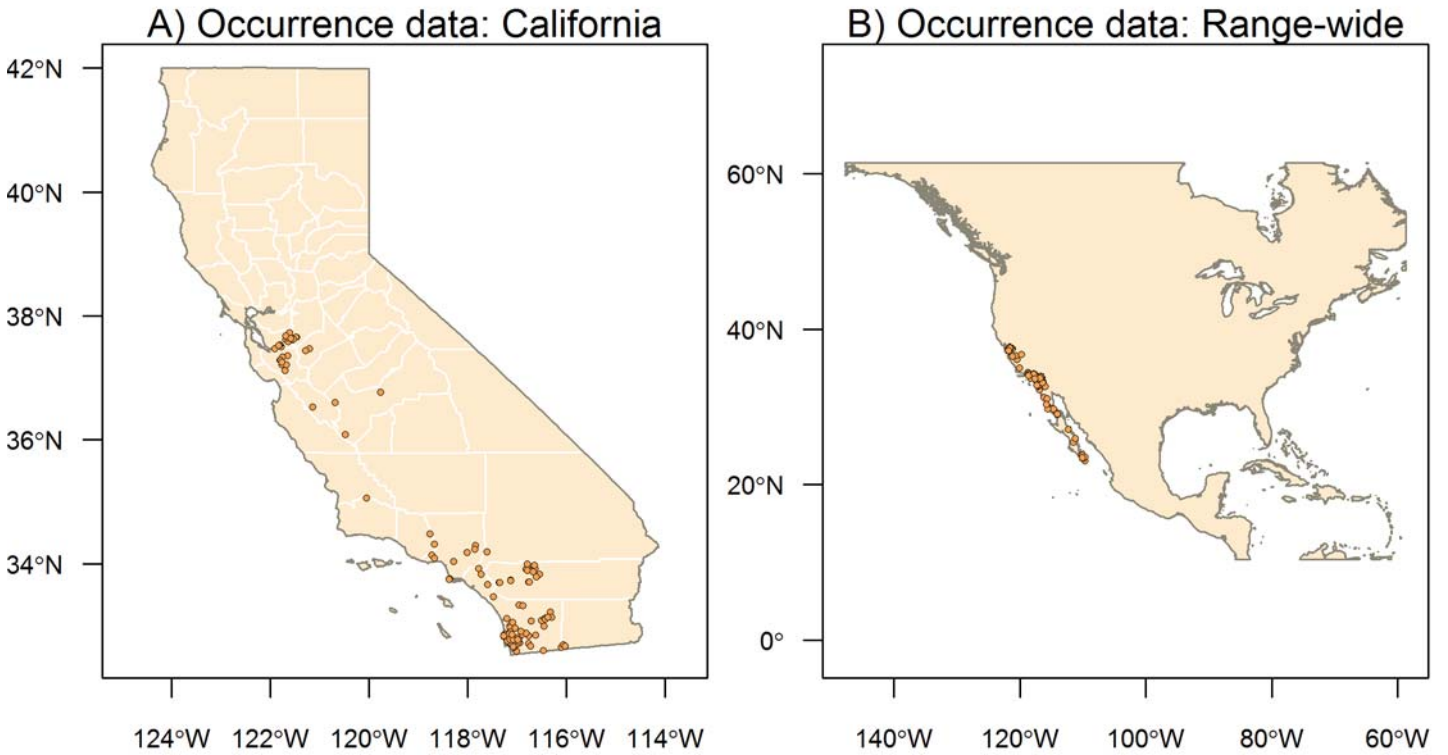 A) Occurrence data: California
42°N
40°N
38°N
36°N
34°N
124°W 122°W 120°W 118°W 116°W 114°W
B) Occurrence data: Range-wide
60°N
40°N
20°N
0°
140°W 120°W 100°W 80°W 60°W